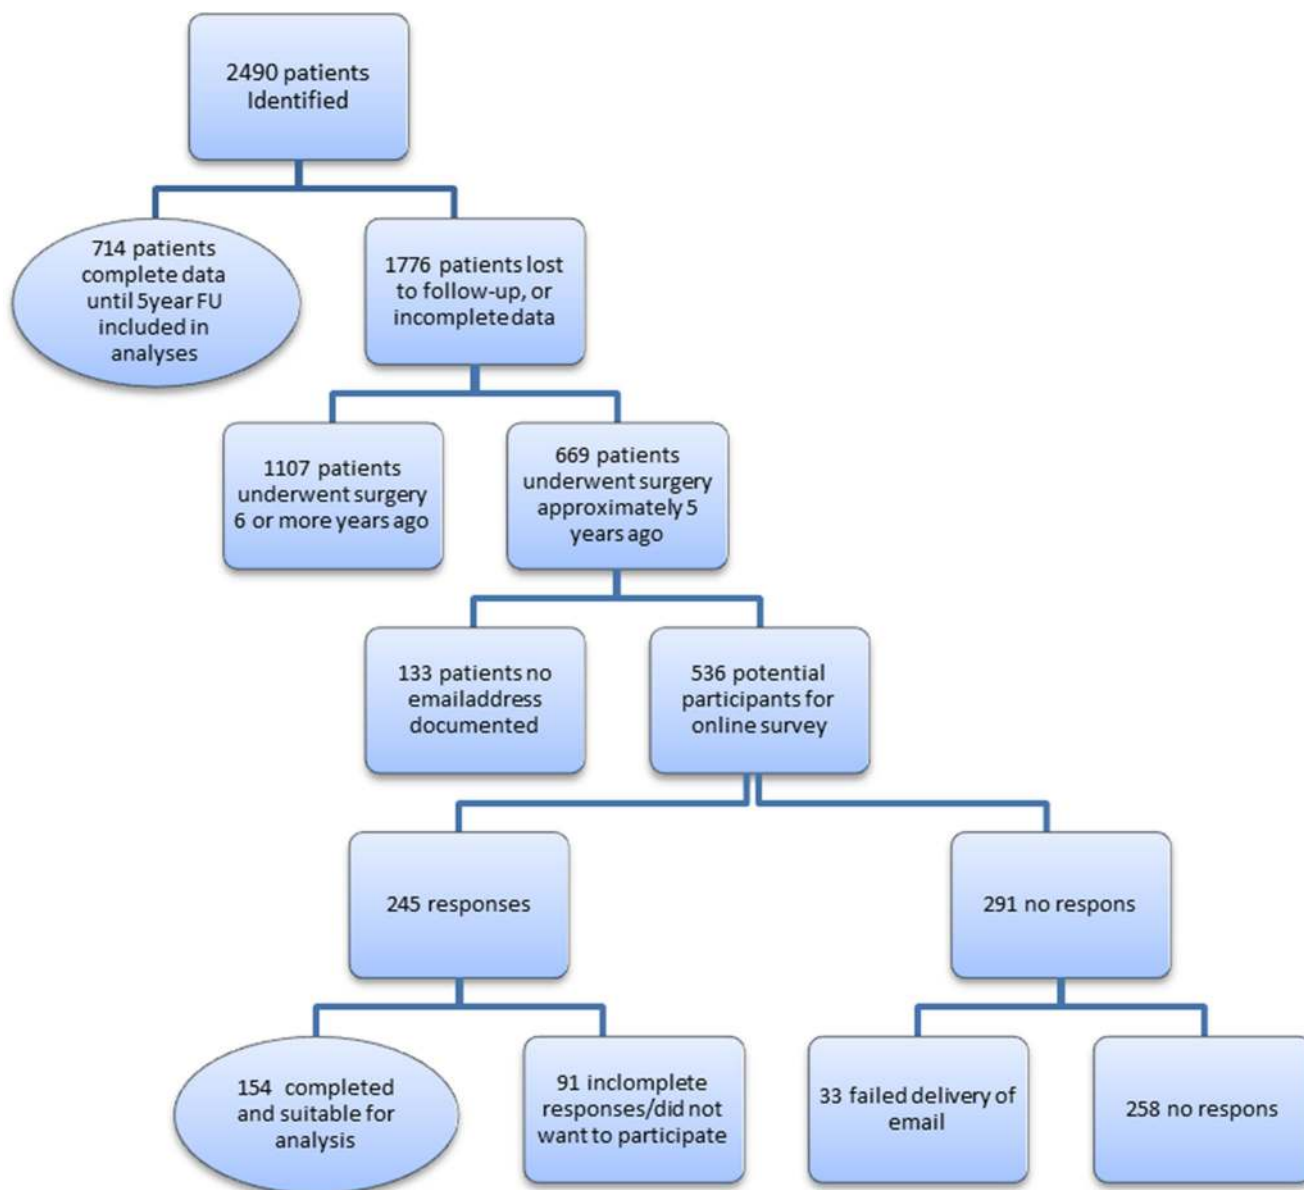 2490 patients
Identified
714 patients
complete data
until 5year FU
included in
analyses
1776 patients lost
to follow-up, or
incomplete data
1107 patients
underwent surgery
6 or more years ago
669 patients
underwent surgery
approximately 5
years ago
133 patients no
emailaddress
documented
536 potential
participants for
online survey
245 responses
291 no respons
154 completed
and suitable for
analysis
91 inclomplete
responses/did not
want to participate
33 failed delivery of
email
258 no respons